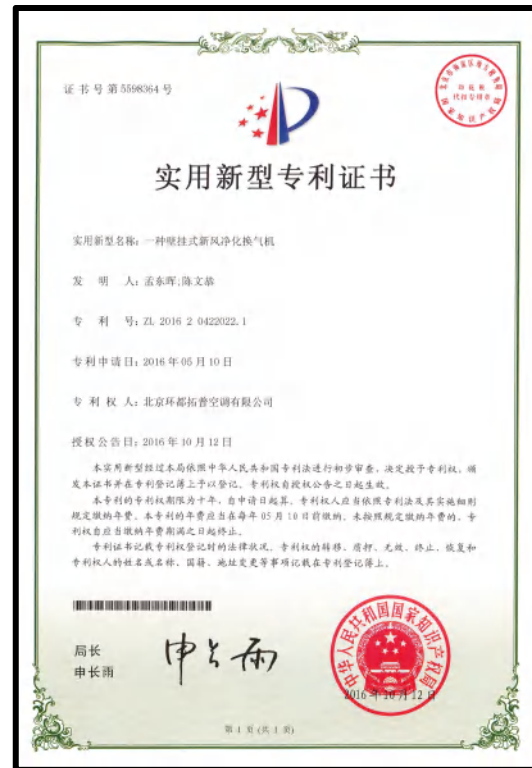 证书号第5598364号
实用新型专利证书
实用新型名称：一种壁挂式新风净化换气机
发明人：孟东晖;陈文恭
专利号：ZL 2016 2 0422022.1
专利申请日：2016年05月10日
专利权人：北京环都拓普空调有限公司
授权公告日：2016年10月12日
本实用新型经过本局依照中华人民共和国专利法进行初步审查，决定授予专利权，颁
发本证书并在专利登记簿上予以登记。专利权自授权公告之日起生效。
本专利的专利权期限为十年，自申请日起算。专利权人应当依照专利法及其实施细则
规定缴纳年费。本专利的年费应当在每年05月10日前缴纳。未按照规定缴纳年费的，专
利权自应当缴纳年费期满之日起终止。
专利证书记载专利权登记时的法律状况。专利权的转移、质押、无效、终止、恢复和
专利权人的姓名或名称、国籍、地址变更等事项记载在专利登记簿上。
局长
申长雨
申长雨
中华人民共和国国家知识产权局
2016年10月12日
第1页(共1页)